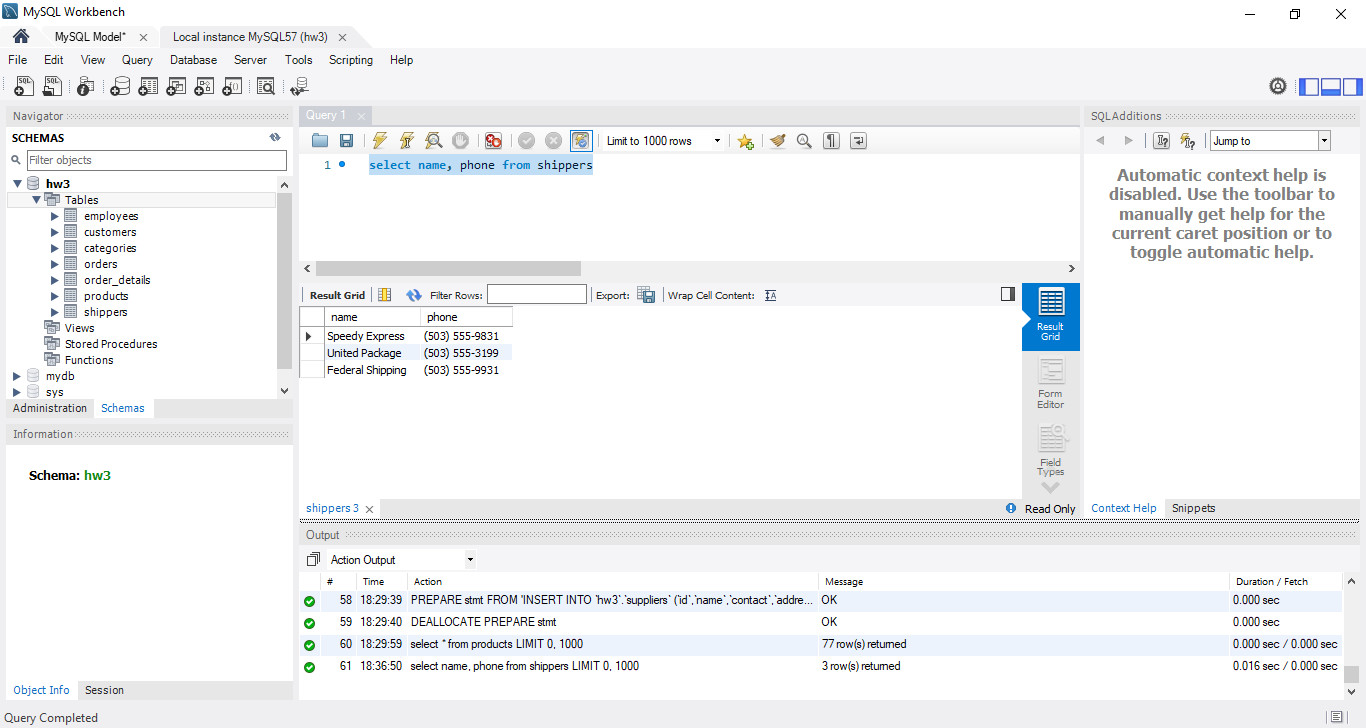 MySQL Workbench
MySQL Model* Local instance MySQL57 (hw3)
File Edit View Query Database Server Tools Scripting Help
Navigator
SCHEMAS
Filter objects
hw3
Tables
employees
customers
categories
orders
order_details
products
shippers
Views
Stored Procedures
Functions
mydb
sys
Administration Schemas
Information
Schema: hw3
Object Info Session
Query 1
Limit to 1000 rows
1 select name, phone from shippers
Result Grid Filter Rows: Export: Wrap Cell Content:
name phone
Speedy Express (503) 555-9831
United Package (503) 555-3199
Federal Shipping (503) 555-9931
Result
Grid
Form
Editor
Field
Types
shippers 3 Read Only
SQLAdditions
Jump to
Automatic context help is
disabled. Use the toolbar to
manually get help for the
current caret position or to
toggle automatic help.
Context Help Snippets
Output
Action Output
# Time Action Message Duration / Fetch
58 18:29:39 PREPARE stmt FROM 'INSERT INTO `hw3`.`suppliers` (`id`,`name`,`contact`,`addre... OK 0.000 sec
59 18:29:40 DEALLOCATE PREPARE stmt OK 0.000 sec
60 18:29:59 select * from products LIMIT 0, 1000 77 row(s) returned 0.000 sec / 0.000 sec
61 18:36:50 select name, phone from shippers LIMIT 0, 1000 3 row(s) returned 0.016 sec / 0.000 sec
Query Completed